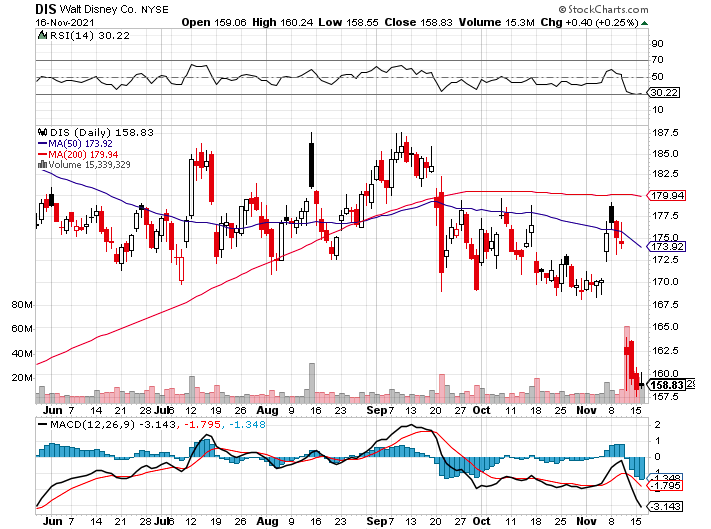 DIS Walt Disney Co. NYSE © StockCharts.com
16-Nov-2021 Open 159.06 High 160.24 Low 158.55 Close 158.83 Volume 15.3M Chg +0.40 (+0.25%)
RSI(14) 30.22
90
70
50
30.22
10
DIS (Daily) 158.83
MA(50) 173.92
MA(200) 179.94
Volume 15,339,329
187.5
185.0
182.5
179.94
177.5
175.0
173.92
172.5
170.0
167.5
165.0
162.5
160.0
158.83
157.5
80M
60M
40M
20M
Jun 7 14 21 28 Jul 6 12 19 26 Aug 9 16 23 30 Sep 7 13 20 27 Oct 11 18 25 Nov 8 15
MACD(12,26,9) -3.143, -1.795, -1.348
2
1
0
-1.348
-1.795
-3.143
Jun 7 14 21 28 Jul 6 12 19 26 Aug 9 16 23 30 Sep 7 13 20 27 Oct 11 18 25 Nov 8 15